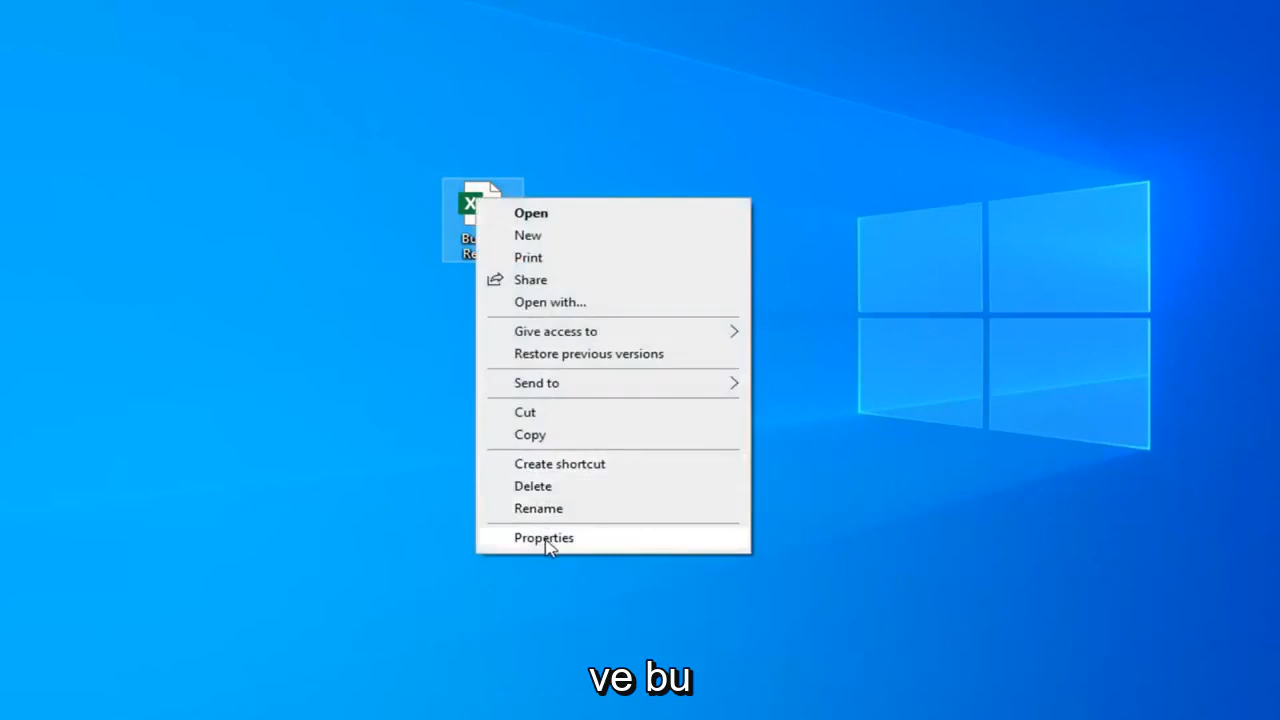 X
Open
New
Print
Share
Open with...
Give access to
Restore previous versions
Send to
Cut
Copy
Create shortcut
Delete
Rename
Properties
ve bu